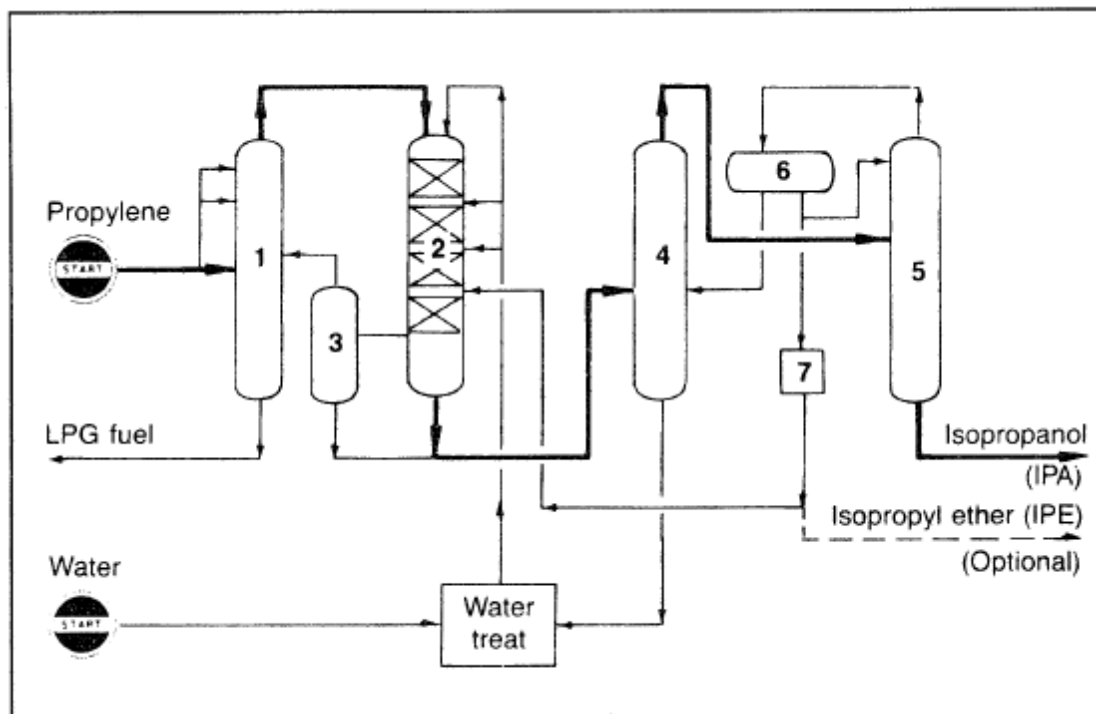 1
2
3
4
5
6
7
Propylene
START
LPG fuel
Isopropanol
(IPA)
Isopropyl ether (IPE)
(Optional)
Water
START
Water
treat